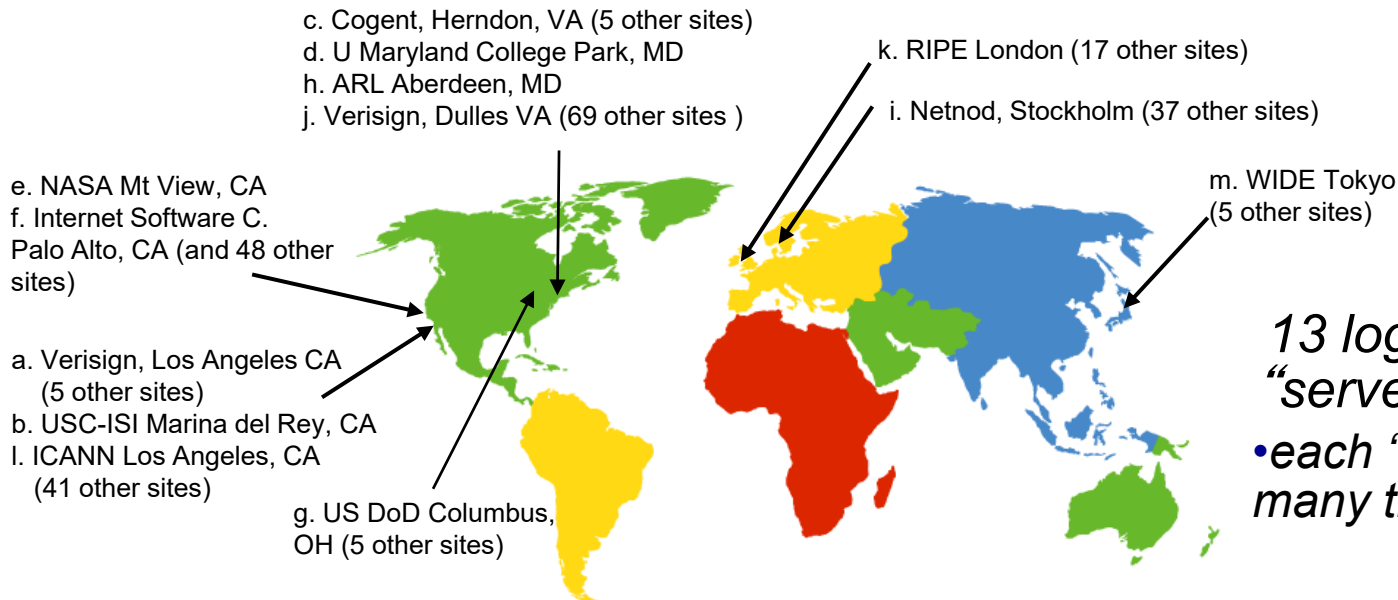 c. Cogent, Herndon, VA (5 other sites)
d. U Maryland College Park, MD
h. ARL Aberdeen, MD
j. Verisign, Dulles VA (69 other sites )
k. RIPE London (17 other sites)
i. Netnod, Stockholm (37 other sites)
m. WIDE Tokyo
(5 other sites)
e. NASA Mt View, CA
f. Internet Software C.
Palo Alto, CA (and 48 other
sites)
a. Verisign, Los Angeles CA
(5 other sites)
b. USC-ISI Marina del Rey, CA
l. ICANN Los Angeles, CA
(41 other sites)
g. US DoD Columbus,
OH (5 other sites)
13
•each
many